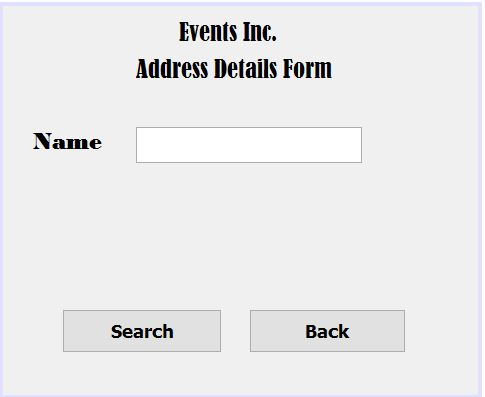 Events Inc.
Address Details Form
Name
Search Back